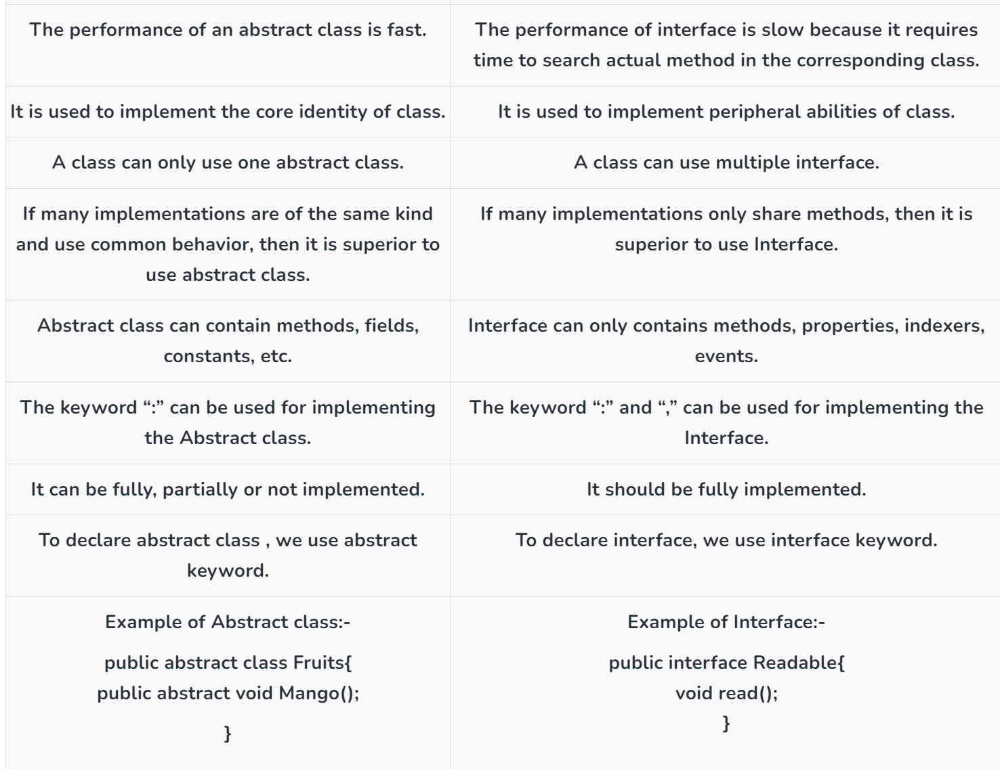 The performance of an abstract class is fast.
The performance of interface is slow because it requires
time to search actual method in the corresponding class.
It is used to implement the core identity of class.
It is used to implement peripheral abilities of class.
A class can only use one abstract class.
A class can use multiple interface.
If many implementations are of the same kind
and use common behavior, then it is superior to
use abstract class.
If many implementations only share methods, then it is
superior to use Interface.
Abstract class can contain methods, fields,
constants, etc.
Interface can only contains methods, properties, indexers,
events.
The keyword “:” can be used for implementing
the Abstract class.
The keyword “:” and “,” can be used for implementing the
Interface.
It can be fully, partially or not implemented.
It should be fully implemented.
To declare abstract class , we use abstract
keyword.
To declare interface, we use interface keyword.
Example of Abstract class:-
public abstract class Fruits{
public abstract void Mango();
}
Example of Interface:-
public interface Readable{
void read();
}